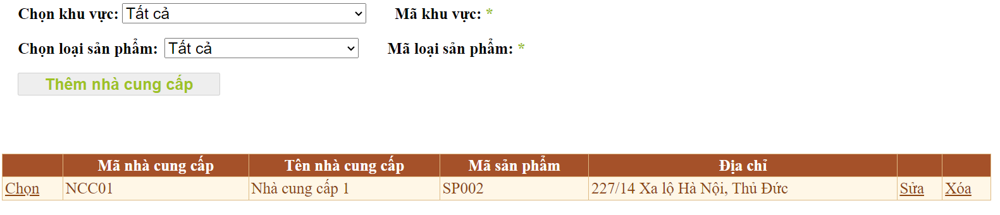 Chọn khu vực: Tất cả Mã khu vực: *
Chọn loại sản phẩm: Tất cả Mã loại sản phẩm: *
Thêm nhà cung cấp
Mã nhà cung cấp Tên nhà cung cấp Mã sản phẩm Địa chỉ
Chọn NCC01 Nhà cung cấp 1 SP002 227/14 Xa lộ Hà Nội, Thủ Đức Sửa Xóa